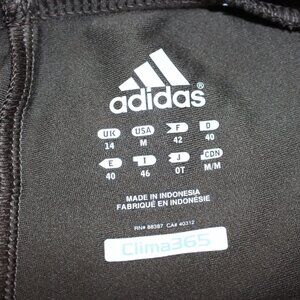 adidas
UK USA F D
14 M 42 40
E I J CDN
40 46 OT M/M
MADE IN INDONESIA
FABRIQUÉ EN INDONÉSIE
RN# 88387 CA# 40312
Clima365